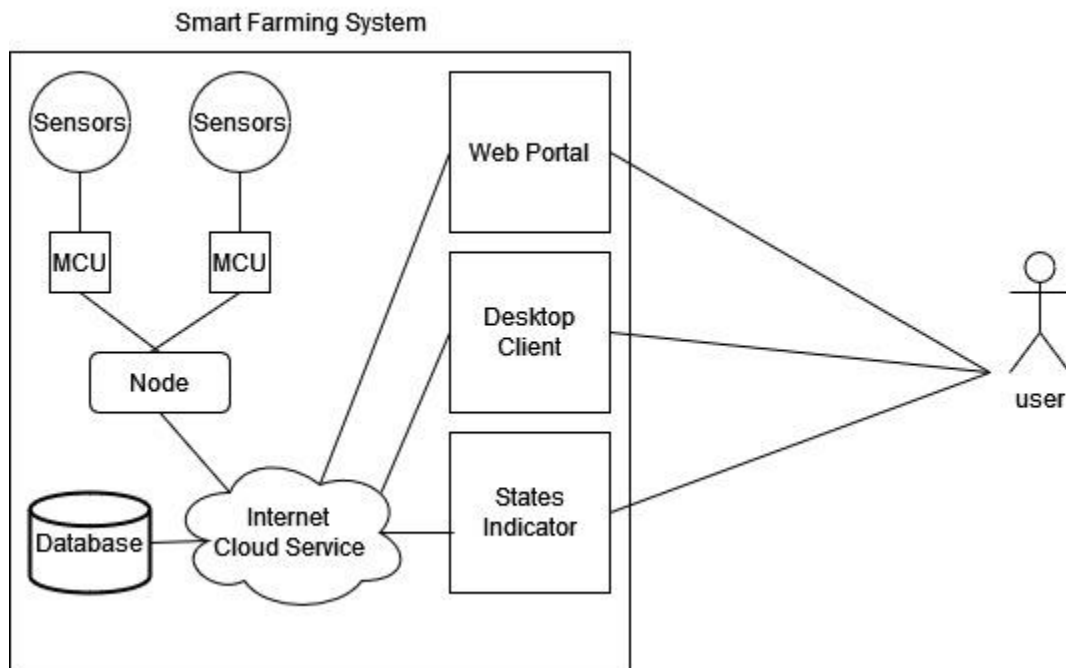 Smart Farming System
Sensors
Sensors
Web Portal
MCU
MCU
Desktop
Client
Node
user
States
Indicator
Internet
Cloud Service
Database